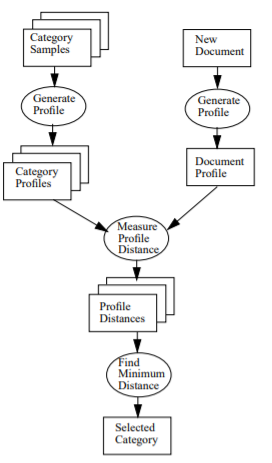 Category
Samples
New
Document
Generate
Profile
Generate
Profile
Category
Profiles
Document
Profile
Measure
Profile
Distance
Profile
Distances
Find
Minimum
Distance
Selected
Category